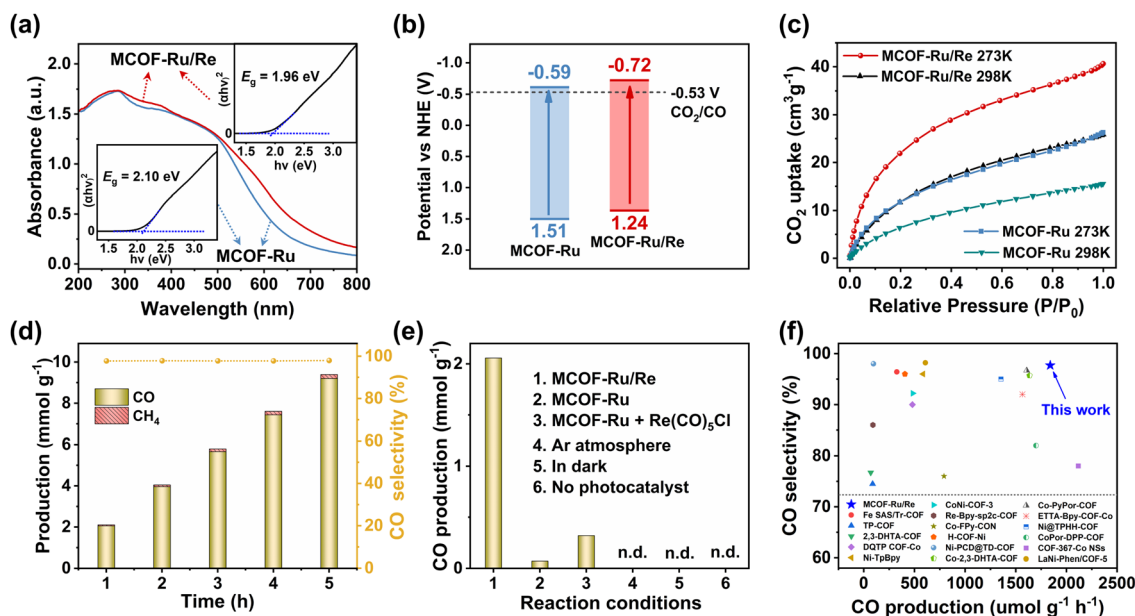 (a)
MCOF-Ru/Re
Eg = 1.96 eV
(αhv)²
0
1.5 2.0 2.5 3.0
hv (eV)
Eg = 2.10 eV
(αhv)²
0
1.5 2.0 2.5 3.0
hv (eV)
MCOF-Ru
Absorbance (a.u.)
2.0
1.5
1.0
0.5
0.0
200 300 400 500 600 700 800
Wavelength (nm)
(b)
Potential vs NHE (V)
-1.0
-0.5
0.0
0.5
1.0
1.5
2.0
-0.59
-0.72
-0.53 V
CO₂/CO
1.51
1.24
MCOF-Ru
MCOF-Ru/Re
(c)
CO₂ uptake (cm³g⁻¹)
50
40
30
20
10
0
MCOF-Ru/Re 273K
MCOF-Ru/Re 298K
MCOF-Ru 273K
MCOF-Ru 298K
0.0 0.2 0.4 0.6 0.8 1.0
Relative Pressure (P/P₀)
(d)
Production (mmol g⁻¹)
10
8
6
4
2
0
CO
CH₄
100
80
60
40
20
0
CO selectivity (%)
1 2 3 4 5
Time (h)
(e)
CO production (mmol g⁻¹)
2
1
0
1. MCOF-Ru/Re
2. MCOF-Ru
3. MCOF-Ru + Re(CO)₅Cl
4. Ar atmosphere
5. In dark
6. No photocatalyst
n.d. n.d. n.d.
1 2 3 4 5 6
Reaction conditions
(f)
CO selectivity (%)
100
90
80
70
60
This work
MCOF-Ru/Re
Fe SAS/Tr-COF
TP-COF
2,3-DHTA-COF
DQTP COF-Co
Ni-TpBpy
CoNi-COF-3
Re-Bpy-sp2c-COF
Co-FPy-CON
H-COF-Ni
Ni-PCD@TD-COF
Co-2,3-DHTA-COF
Co-PyPor-COF
ETTA-Bpy-COF-Co
Ni@TPHH-COF
CoPor-DPP-COF
COF-367-Co NSs
LaNi-Phen/COF-5
0 500 1000 1500 2000 2500
CO production (umol g⁻¹ h⁻¹)